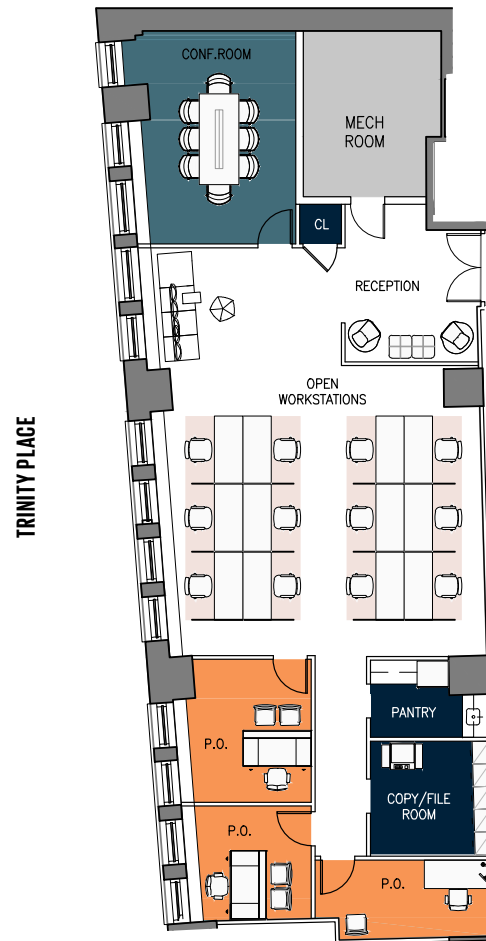 CONF.ROOM
MECH
ROOM
CL
RECEPTION
OPEN
WORKSTATIONS
TRINITY PLACE
PANTRY
P.O.
COPY/FILE
ROOM
P.O.
P.O.